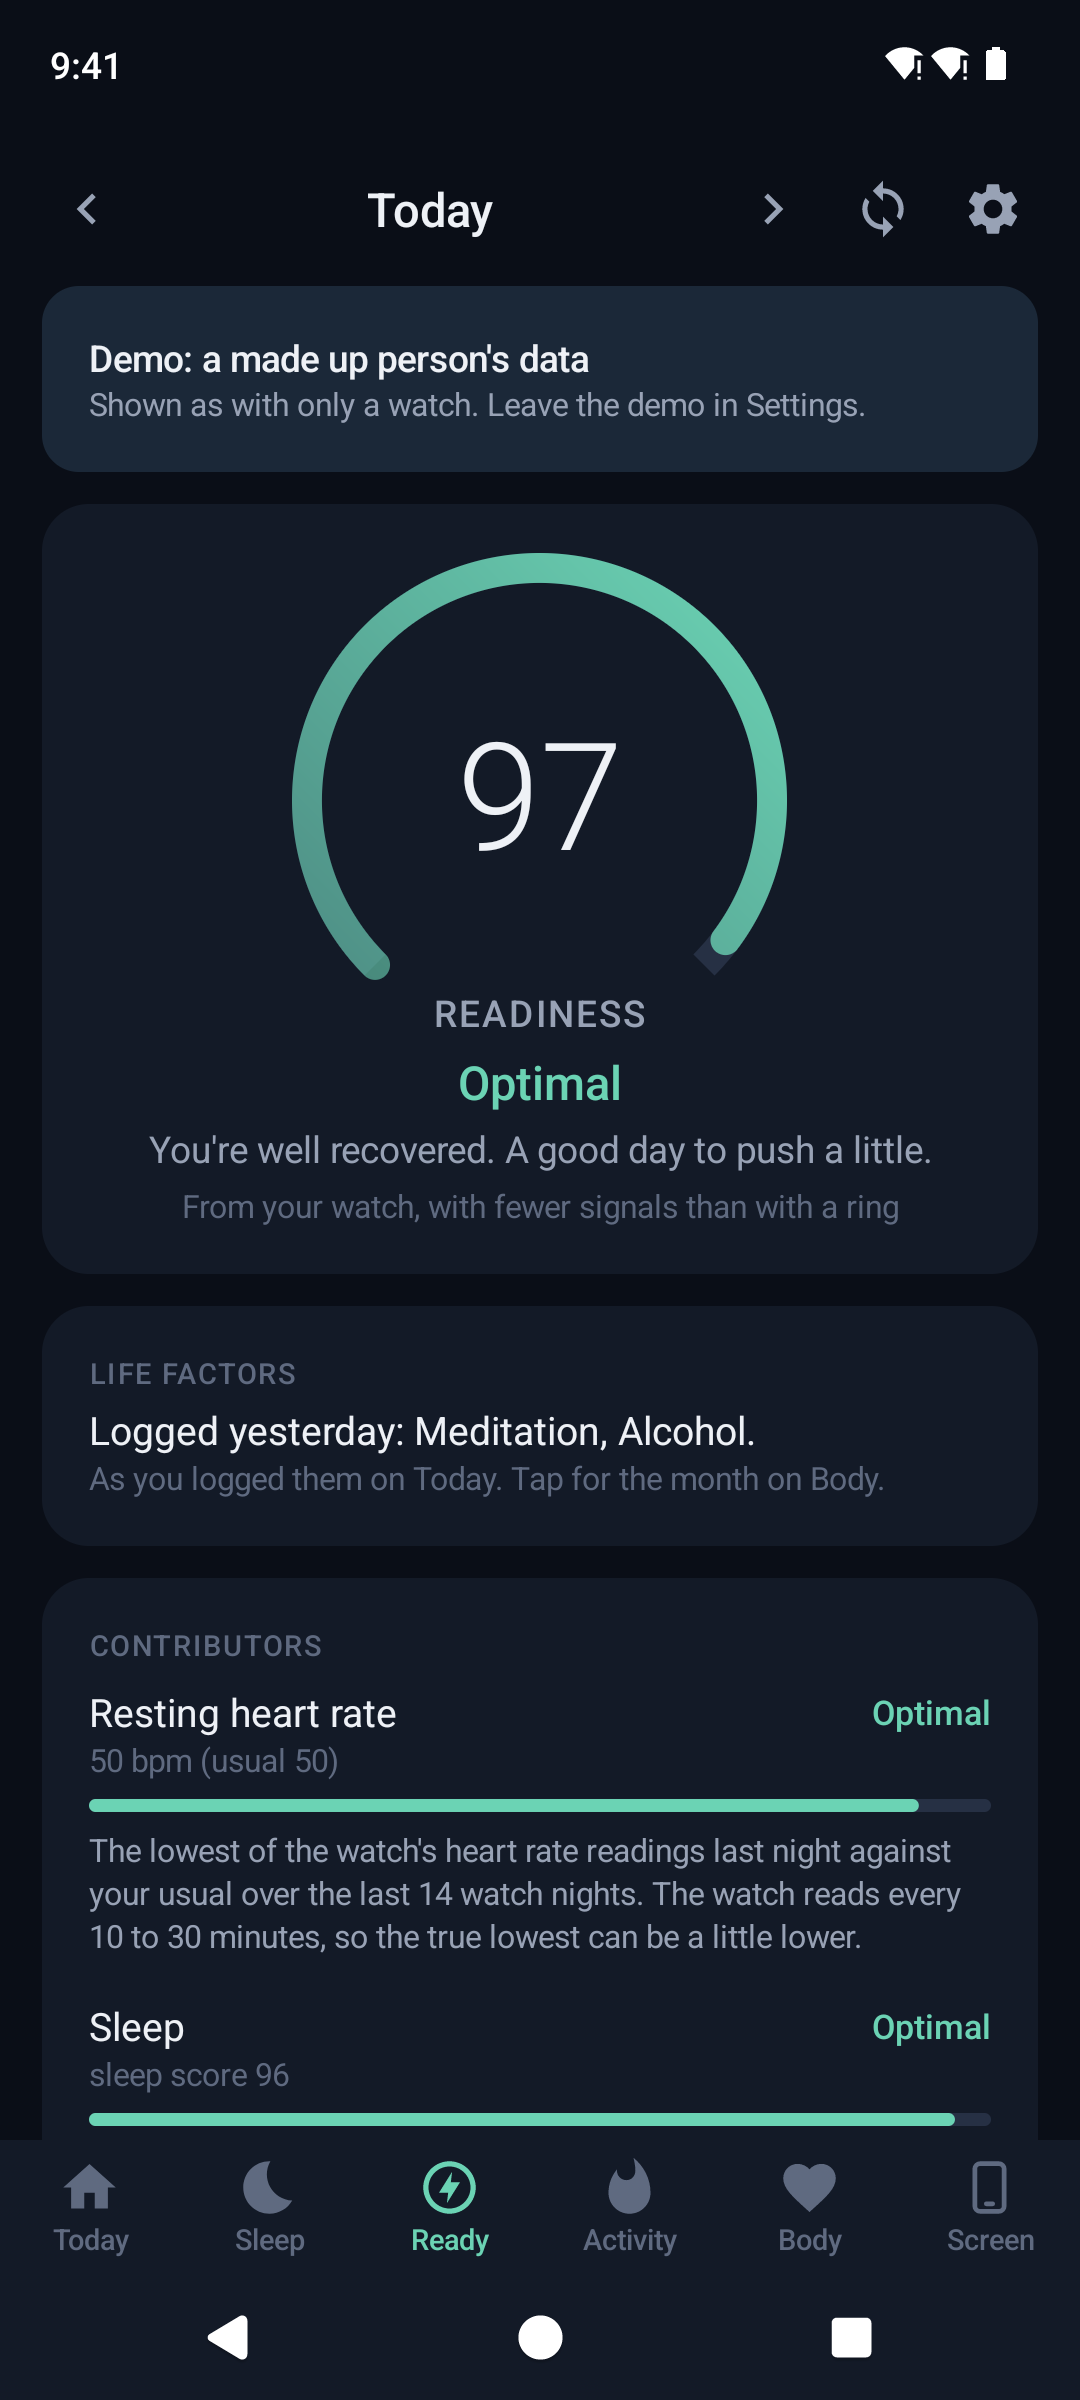 9:41
Today
Demo: a made up person's data
Shown as with only a watch. Leave the demo in Settings.
97
READINESS
Optimal
You're well recovered. A good day to push a little.
From your watch, with fewer signals than with a ring
LIFE FACTORS
Logged yesterday: Meditation, Alcohol.
As you logged them on Today. Tap for the month on Body.
CONTRIBUTORS
Resting heart rate Optimal
50 bpm (usual 50)
The lowest of the watch's heart rate readings last night against
your usual over the last 14 watch nights. The watch reads every
10 to 30 minutes, so the true lowest can be a little lower.
Sleep Optimal
sleep score 96
Today Sleep Ready Activity Body Screen